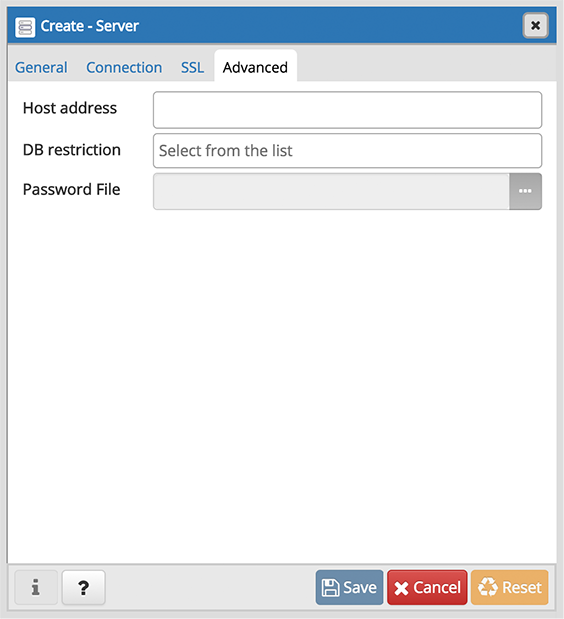 Create - Server
General Connection SSL Advanced
Host address
DB restriction Select from the list
Password File
i ? Save Cancel Reset